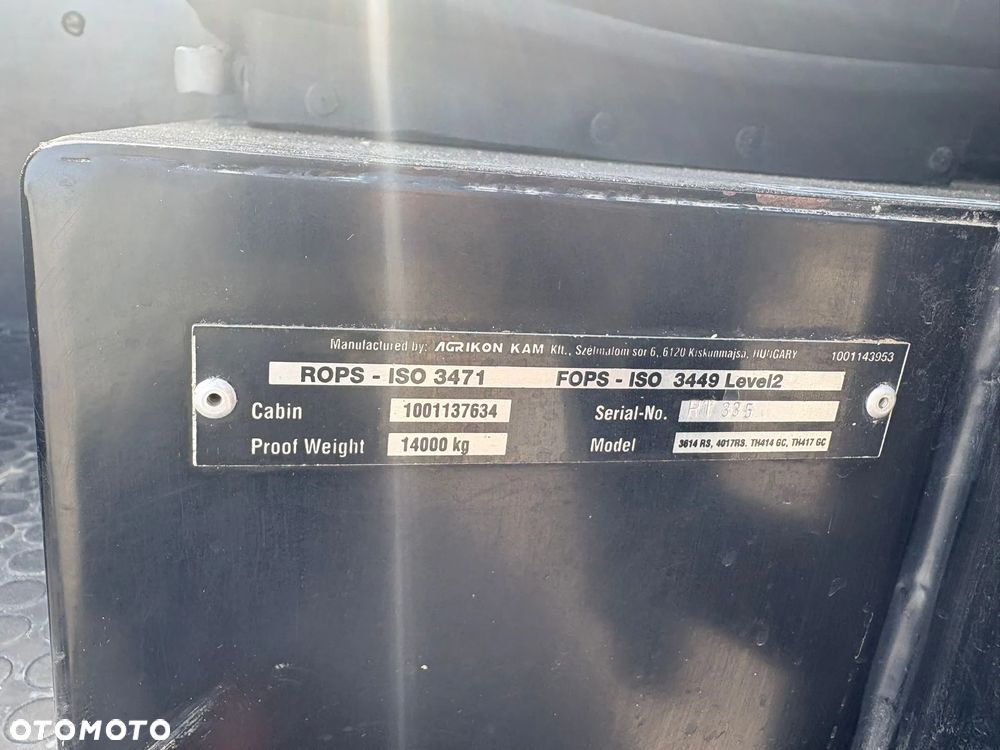 Manufactured by: AGRIKON KAM Kft., Szélmalom sor 6, 6120 Kiskunmajsa, HUNGARY 1001143953
ROPS - ISO 3471 FOPS - ISO 3449 Level2
Cabin 1001137634 Serial-No. 335
Proof Weight 14000 kg Model 3614 RS, 4017RS. TH414 GC, TH417 GC
OTOMOTO